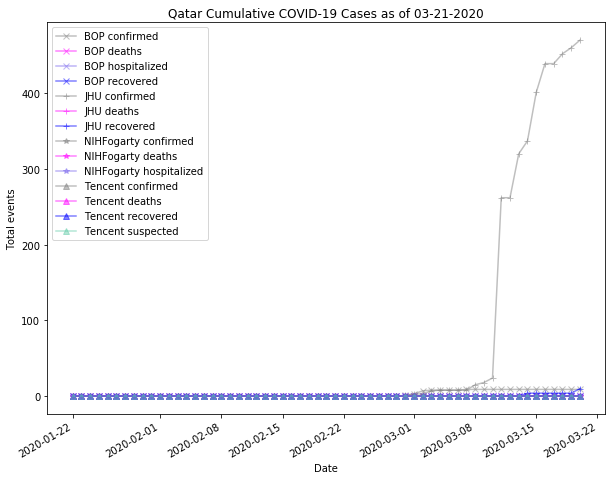 Qatar Cumulative COVID-19 Cases as of 03-21-2020
BOP confirmed
BOP deaths
BOP hospitalized
BOP recovered
JHU confirmed
JHU deaths
JHU recovered
NIHFogarty confirmed
NIHFogarty deaths
NIHFogarty hospitalized
Tencent confirmed
Tencent deaths
Tencent recovered
Tencent suspected
Total events
400
300
200
100
0
2020-01-22
2020-02-01
2020-02-08
2020-02-15
2020-02-22
2020-03-01
2020-03-08
2020-03-15
2020-03-22
Date